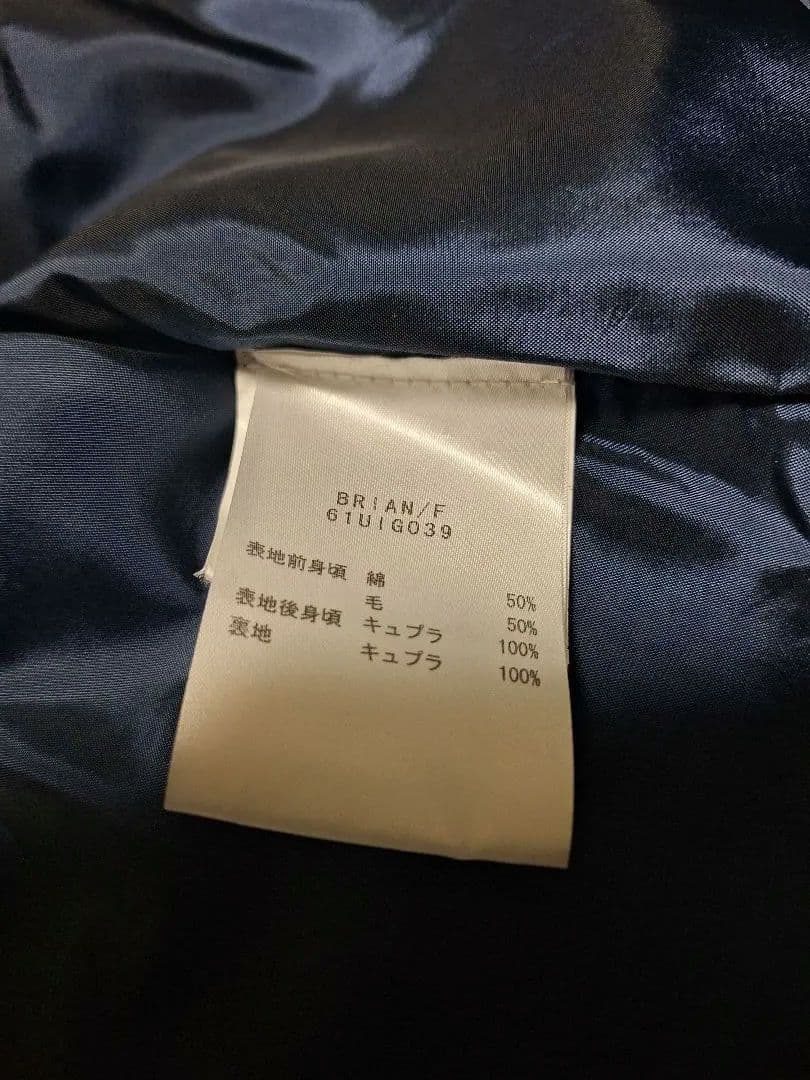 BRIAN/F
61UIG039
表地前身頃 綿 50%
毛 50%
表地後身頃 キュプラ 100%
裏地 キュプラ 100%